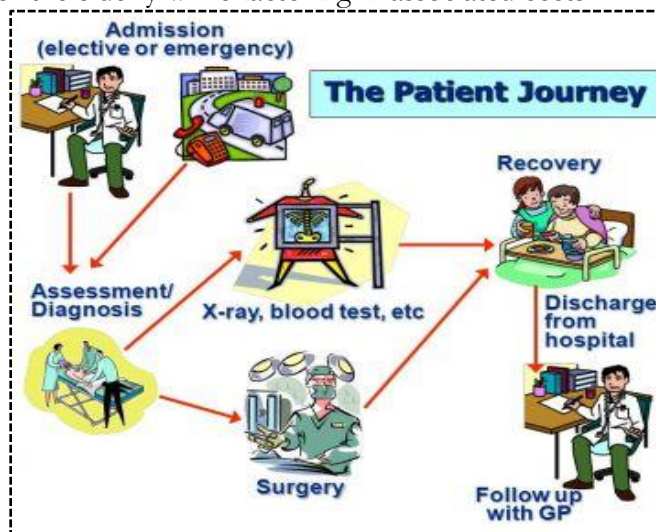 Admission
(elective or emergency)
The Patient Journey
Recovery
Assessment/
Diagnosis
X-ray, blood test, etc
Discharge
from
hospital
Surgery
Follow up
with GP